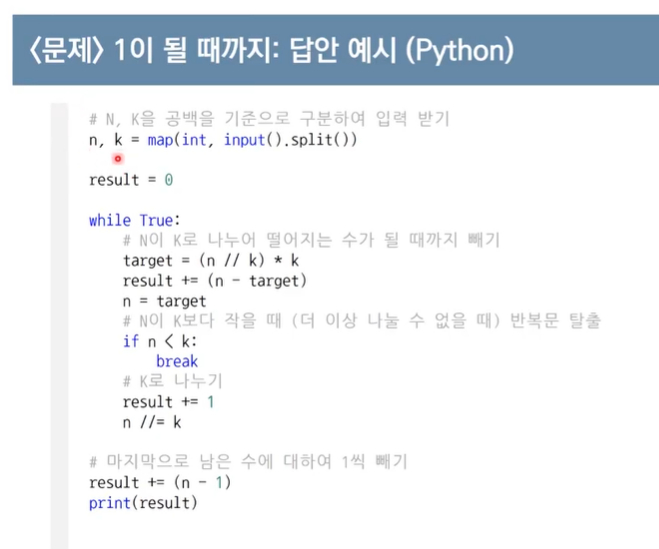 <문제> 1이 될 때까지: 답안 예시 (Python)
# N, K을 공백을 기준으로 구분하여 입력 받기
n, k = map(int, input().split())
result = 0
while True:
    # N이 K로 나누어 떨어지는 수가 될 때까지 빼기
    target = (n // k) * k
    result += (n - target)
    n = target
    # N이 K보다 작을 때 (더 이상 나눌 수 없을 때) 반복문 탈출
    if n < k:
        break
    # K로 나누기
    result += 1
    n //= k
# 마지막으로 남은 수에 대하여 1씩 빼기
result += (n - 1)
print(result)